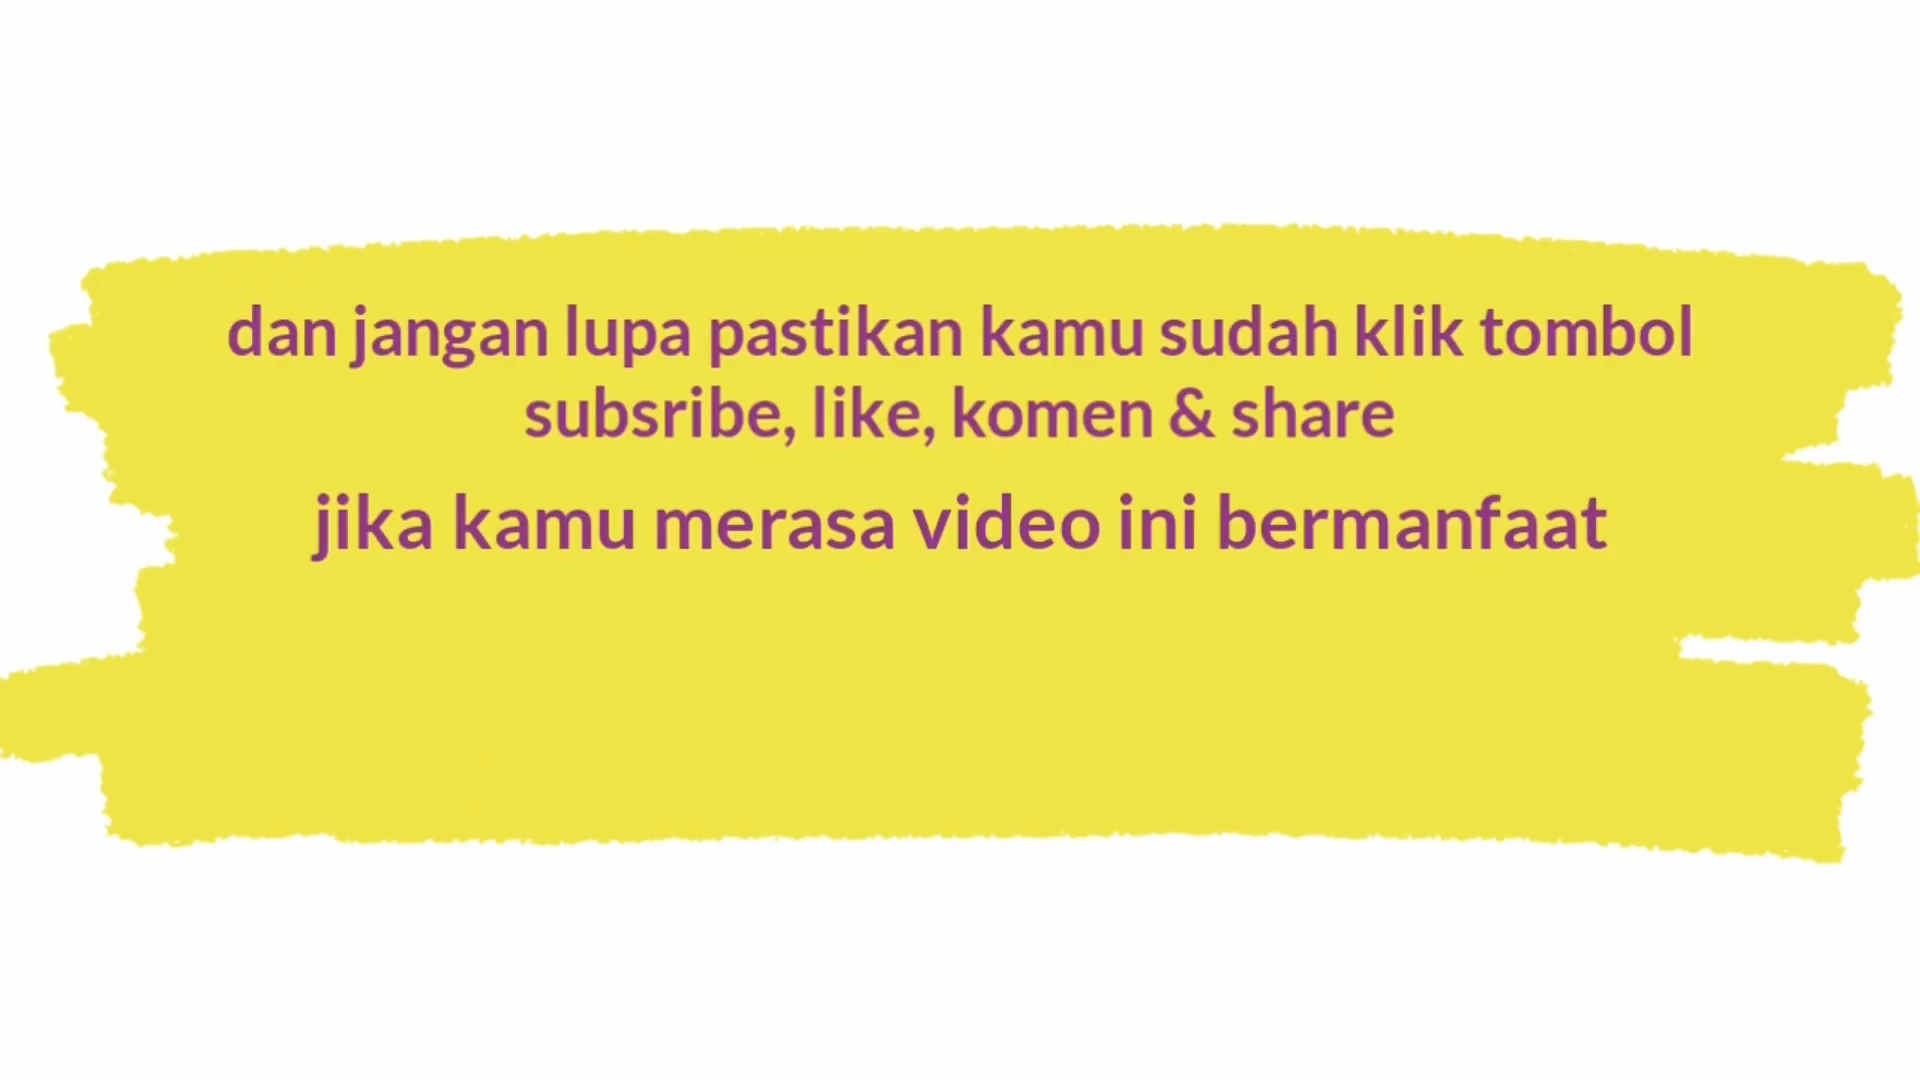 dan jangan lupa pastikan kamu sudah klik tombol
subsribe, like, komen & share
jika kamu merasa video ini bermanfaat